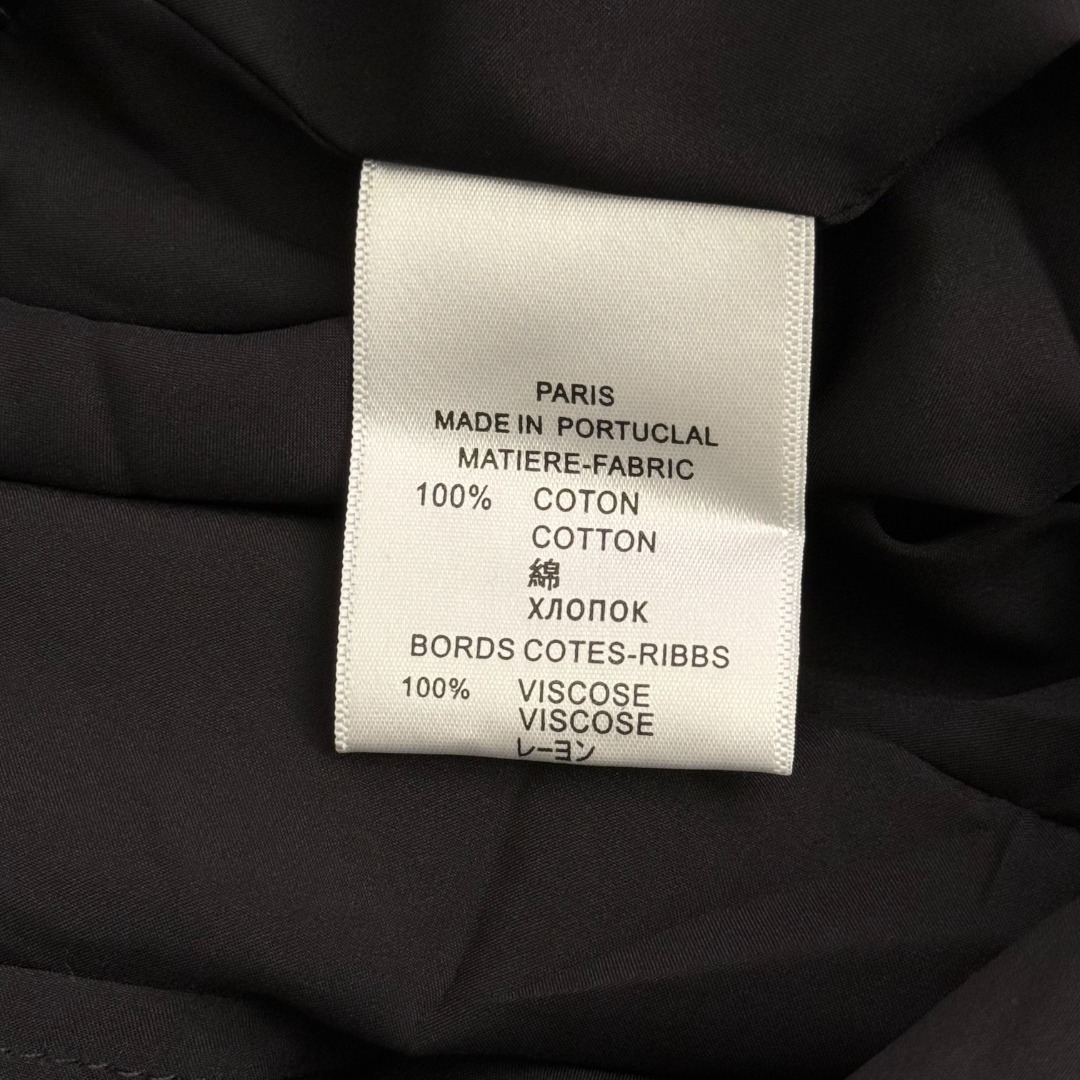 PARIS
MADE IN PORTUCLAL
MATIERE-FABRIC
100% COTON
COTTON
綿
хлопок
BORDS COTES-RIBBS
100% VISCOSE
VISCOSE
レーヨン